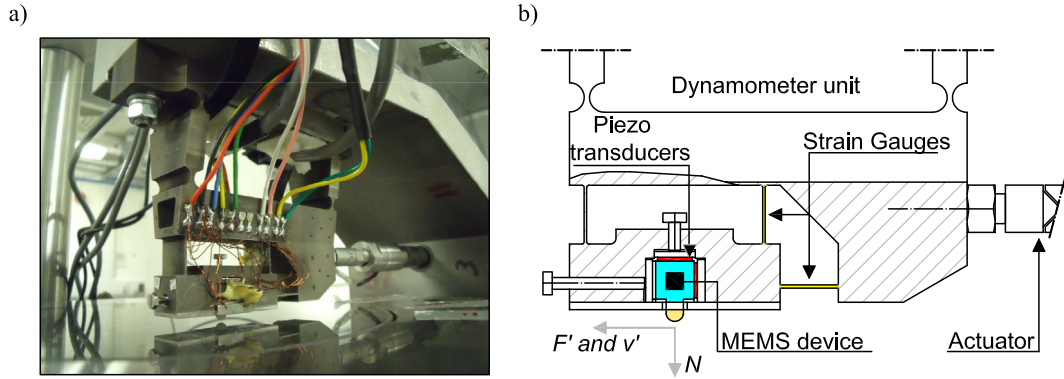 a)
b)
Dynamometer unit
Piezo
transducers
Strain Gauges
F' and v'
N
MEMS device
Actuator